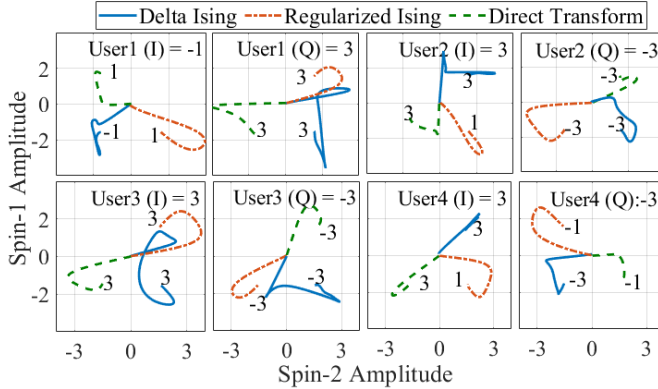 Delta Ising Regularized Ising Direct Transform
User1 (I) = -1 User1 (Q) = 3 User2 (I) = 3 User2 (Q) = -3
2 1 3 -3
0
-2 -1 1 3 3 3 1 -3 -3
User3 (I) = 3 User3 (Q) = -3 User4 (I) = 3 User4 (Q):-3
2 3 -3 3 -1
0
-2 3 3 -3 -3 3 1 -3 -1
-3 0 3 -3 0 3 -3 0 3 -3 0 3
Spin-1 Amplitude
Spin-2 Amplitude